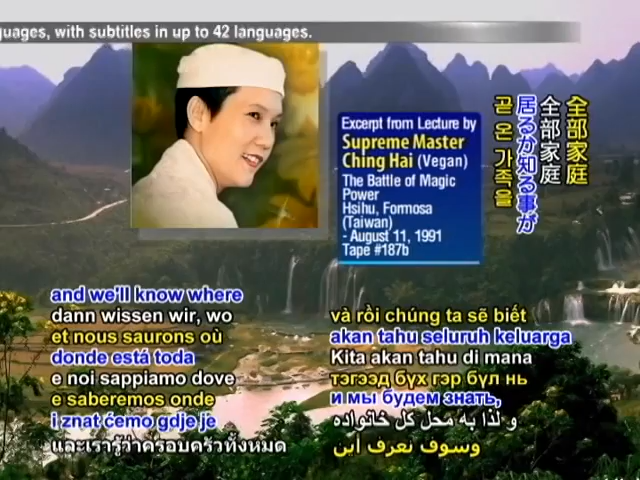 guages, with subtitles in up to 42 languages.
Excerpt from Lecture by
Supreme Master
Ching Hai (Vegan)
The Battle of Magic
Power
Hsihu, Formosa
(Taiwan)
- August 11, 1991
Tape #187b
全部家庭
全部家庭
居るか知る事が
곧 온 가족을
and we'll know where
dann wissen wir, wo
et nous saurons où
donde está toda
e noi sappiamo dove
e saberemos onde
i znat ćemo gdje je
และเรารู้ว่าครอบครัวทั้งหมด
và rồi chúng ta sẽ biết
akan tahu seluruh keluarga
Kita akan tahu di mana
тэгээд бүх гэр бүл нь
и мы будем знать,
و لذا به محل کل خانواده
وسوف نعرف أين